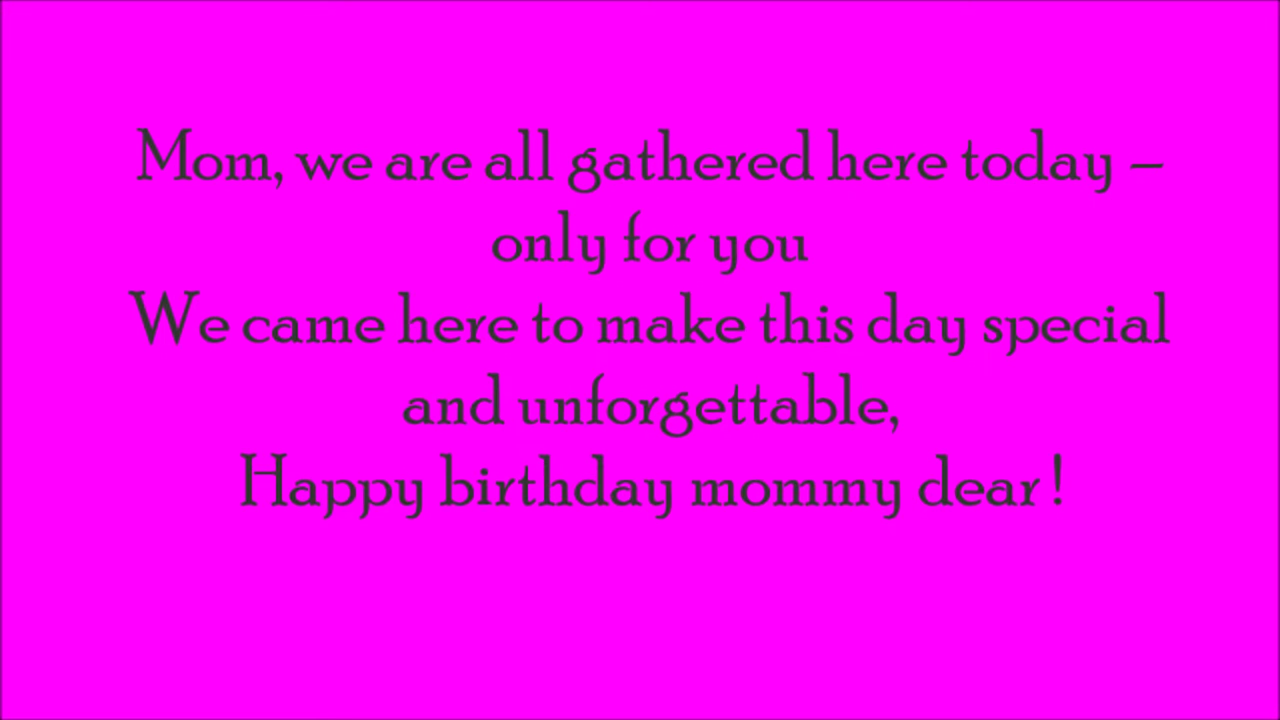 Mom, we are all gathered here today –
only for you
We came here to make this day special
and unforgettable,
Happy birthday mommy dear!